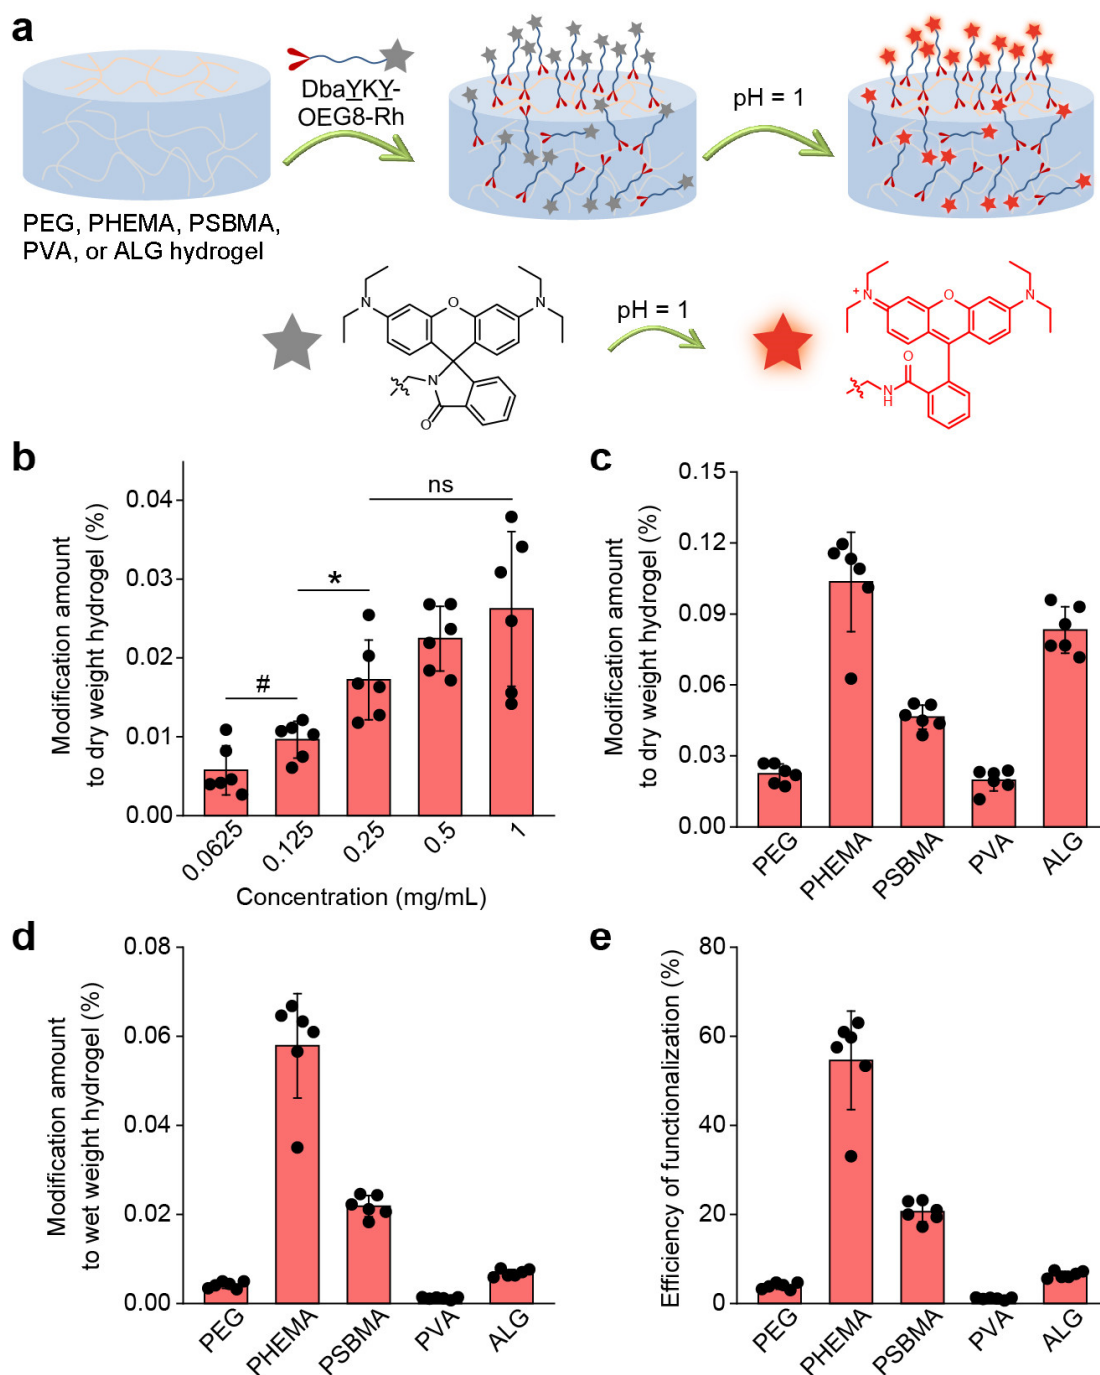 a
DbaYKY-
OEG8-Rh
pH = 1
PEG, PHEMA, PSBMA,
PVA, or ALG hydrogel
N
O
N
N
O
pH = 1
+
N
O
N
O
N
H
b
Modification amount
to dry weight hydrogel (%)
0.04
0.03
0.02
0.01
0.00
#
*
ns
0.0625
0.125
0.25
0.5
1
Concentration (mg/mL)
c
Modification amount
to dry weight hydrogel (%)
0.15
0.12
0.09
0.06
0.03
0.00
PEG
PHEMA
PSBMA
PVA
ALG
d
Modification amount
to wet weight hydrogel (%)
0.08
0.06
0.04
0.02
0.00
PEG
PHEMA
PSBMA
PVA
ALG
e
Efficiency of functionalization (%)
80
60
40
20
0
PEG
PHEMA
PSBMA
PVA
ALG